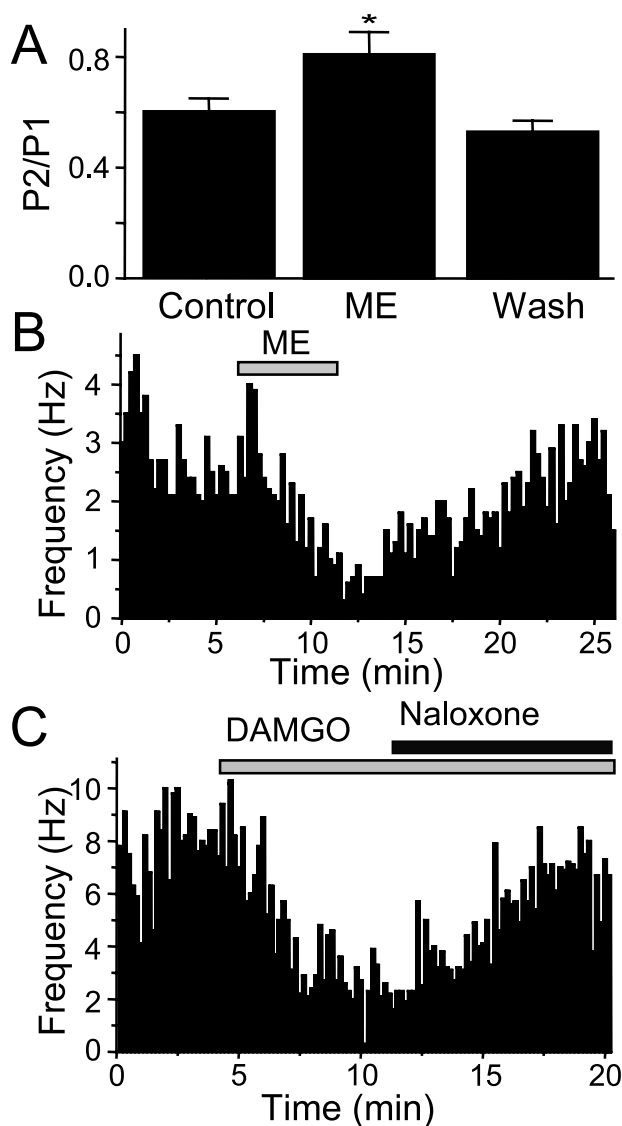 A
*
P2/P1
0.8
0.4
0.0
Control ME Wash
B
ME
Frequency (Hz)
4
3
2
1
0
0 5 10 15 20 25
Time (min)
C
DAMGO Naloxone
Frequency (Hz)
10
8
6
4
2
0
0 5 10 15 20
Time (min)